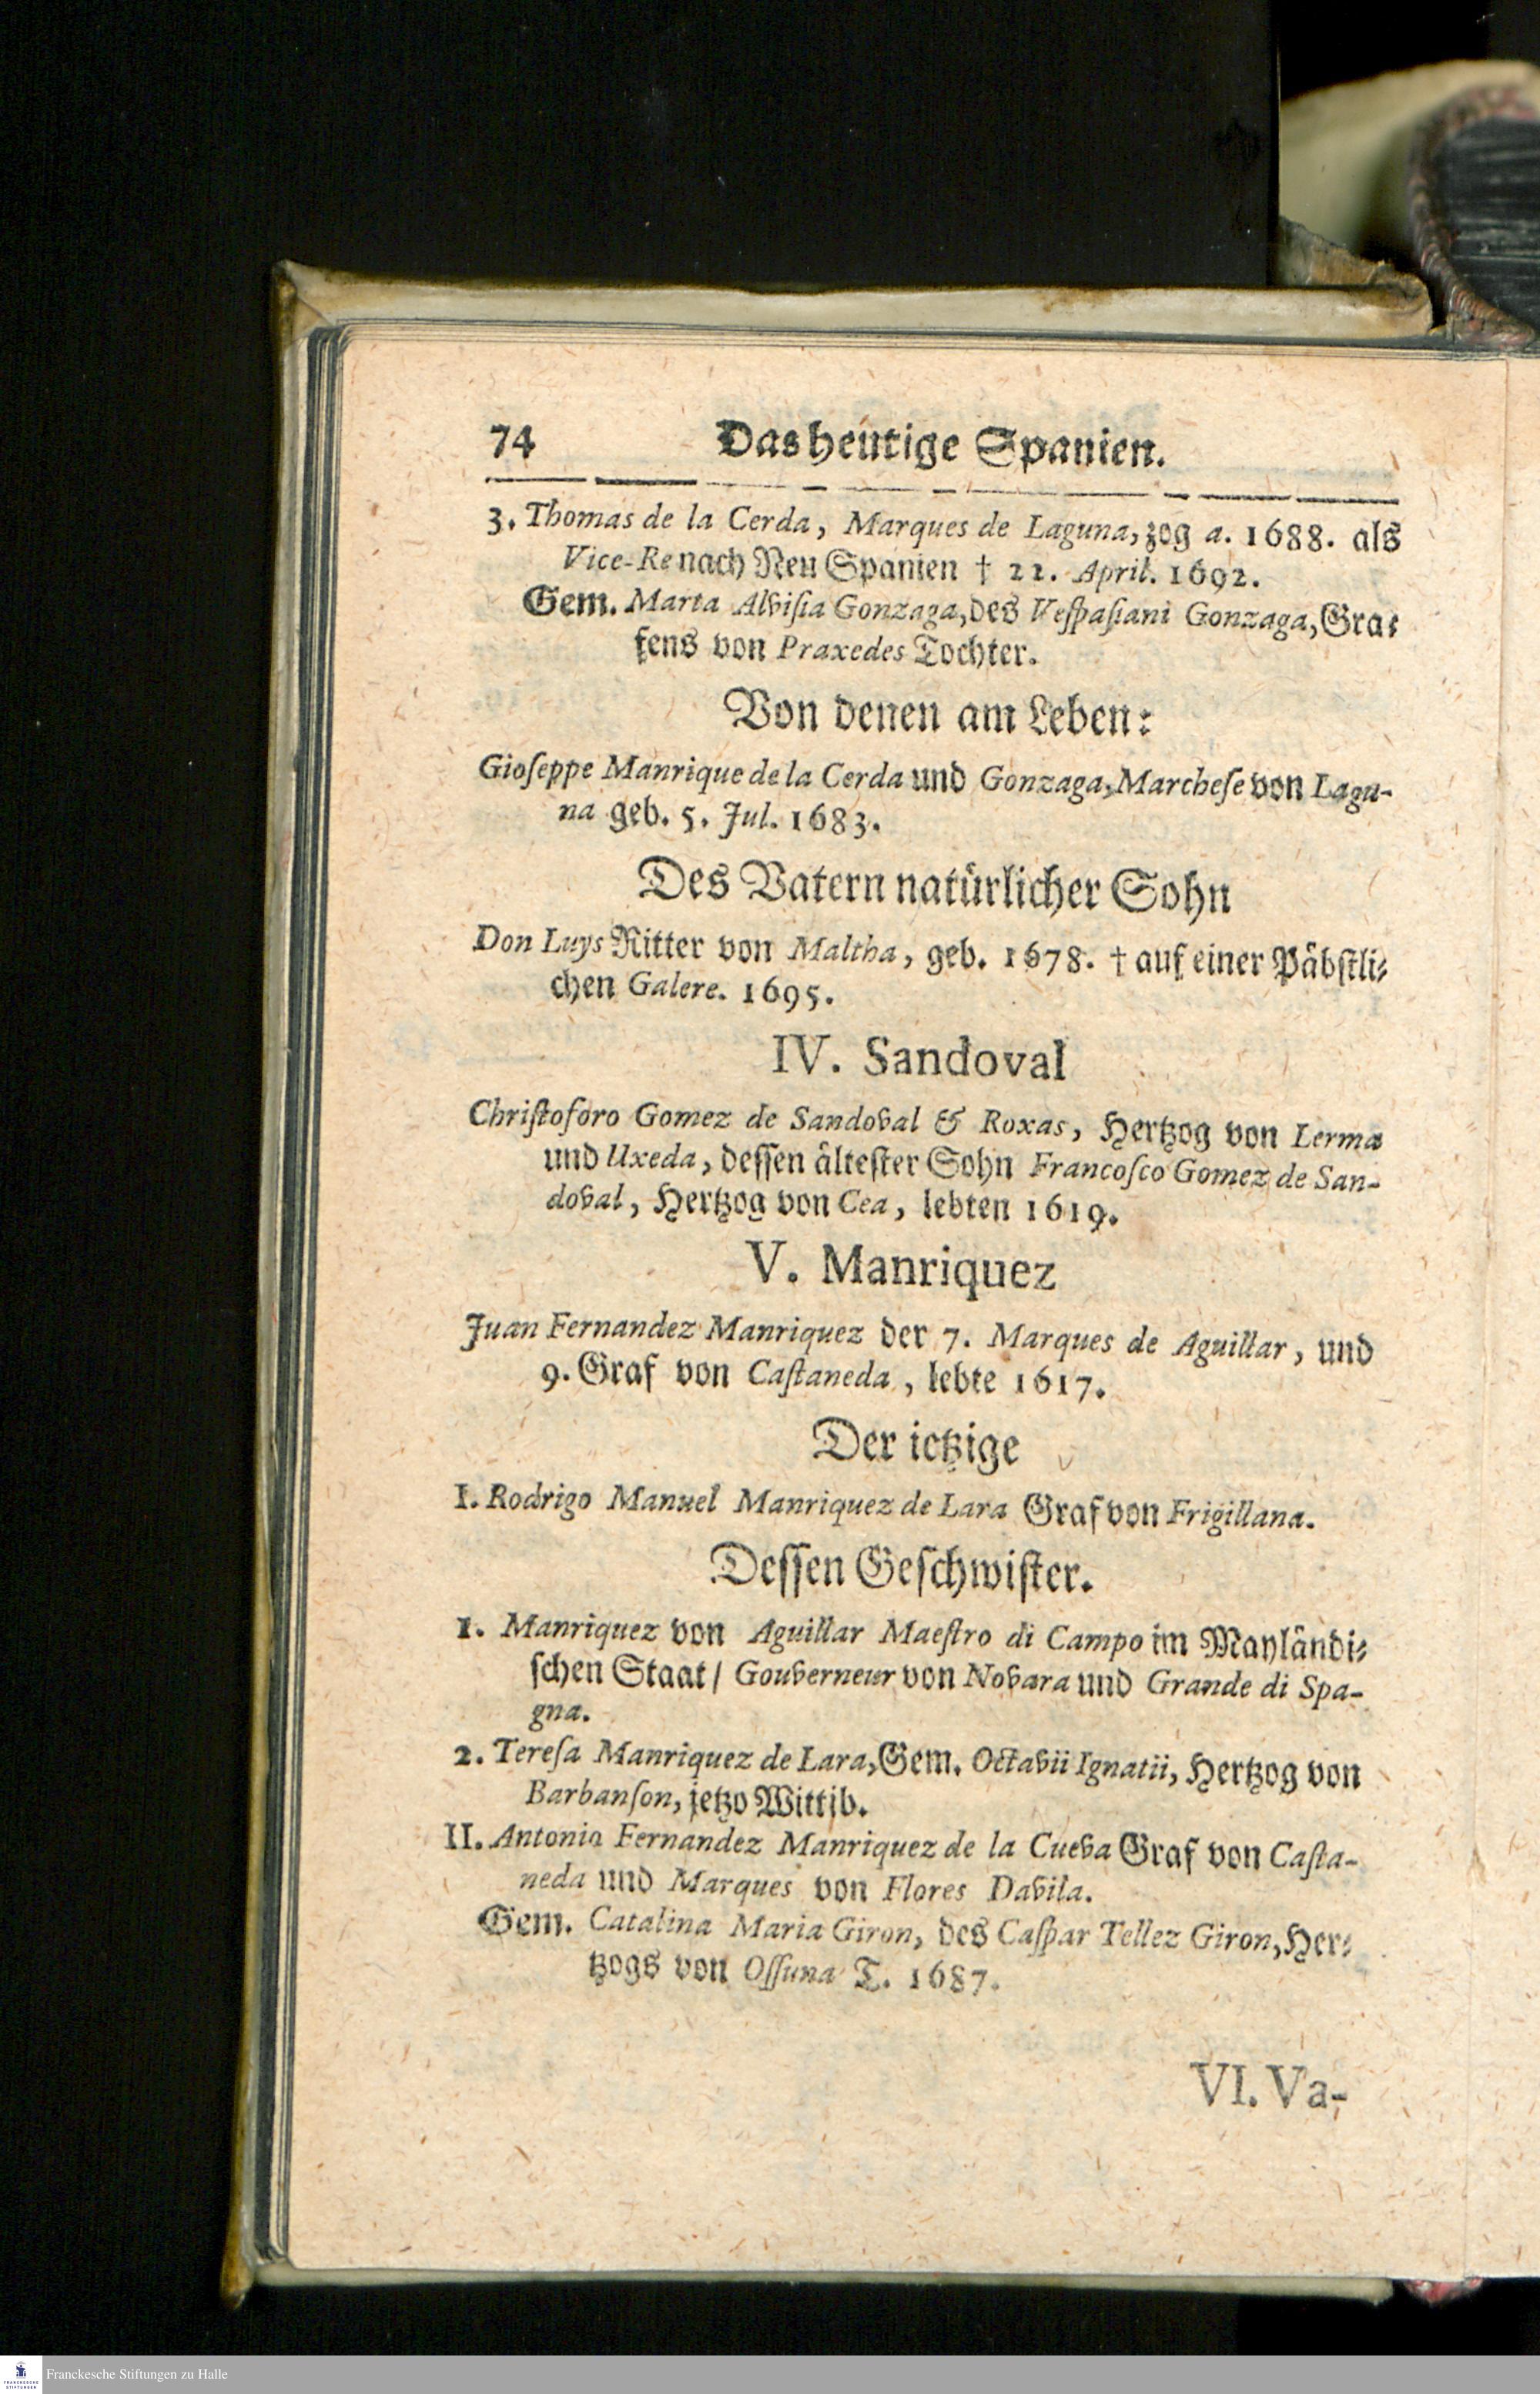 74 Das heutige Spanien.
3. Thomas de la Cerda, Marques de Laguna, zog a. 1688. als
Vice-Re nach Neu Spanien † 22. April. 1692.
Gem. Marta Alvisia Gonzaga, des Vespasiani Gonzaga, Gra-
fens von Praxedes Tochter.
Von denen am Leben:
Gioseppe Manrique de la Cerda und Gonzaga, Marchese von Lagu-
na geb. 5. Jul. 1683.
Des Vatern natürlicher Sohn
Don Luys Ritter von Maltha, geb. 1678. † auf einer Päbstli-
chen Galere. 1695.
IV. Sandoval
Christoforo Gomez de Sandoval & Roxas, Hertzog von Lerma
und Uxeda, dessen ältester Sohn Francosco Gomez de San-
doval, Hertzog von Cea, lebten 1619.
V. Manriquez
Juan Fernandez Manriquez der 7. Marques de Aguillar, und
9. Graf von Castaneda, lebte 1617.
Der ietzige
I. Rodrigo Manuel Manriquez de Lara Graf von Frigillana.
Dessen Geschwister.
1. Manriquez von Aguillar Maestro di Campo im Mayländi-
schen Staat / Gouverneur von Novara und Grande di Spa-
gna.
2. Teresa Manriquez de Lara, Gem. Octavii Ignatii, Hertzog von
Barbanson, jetzo Wittib.
II. Antonia Fernandez Manriquez de la Cueva Graf von Casta-
neda und Marques von Flores Davila.
Gem. Catalina Maria Giron, des Caspar Tellez Giron, Her-
tzogs von Ossuna T. 1687.
VI. Va-
Franckesche Stiftungen zu Halle